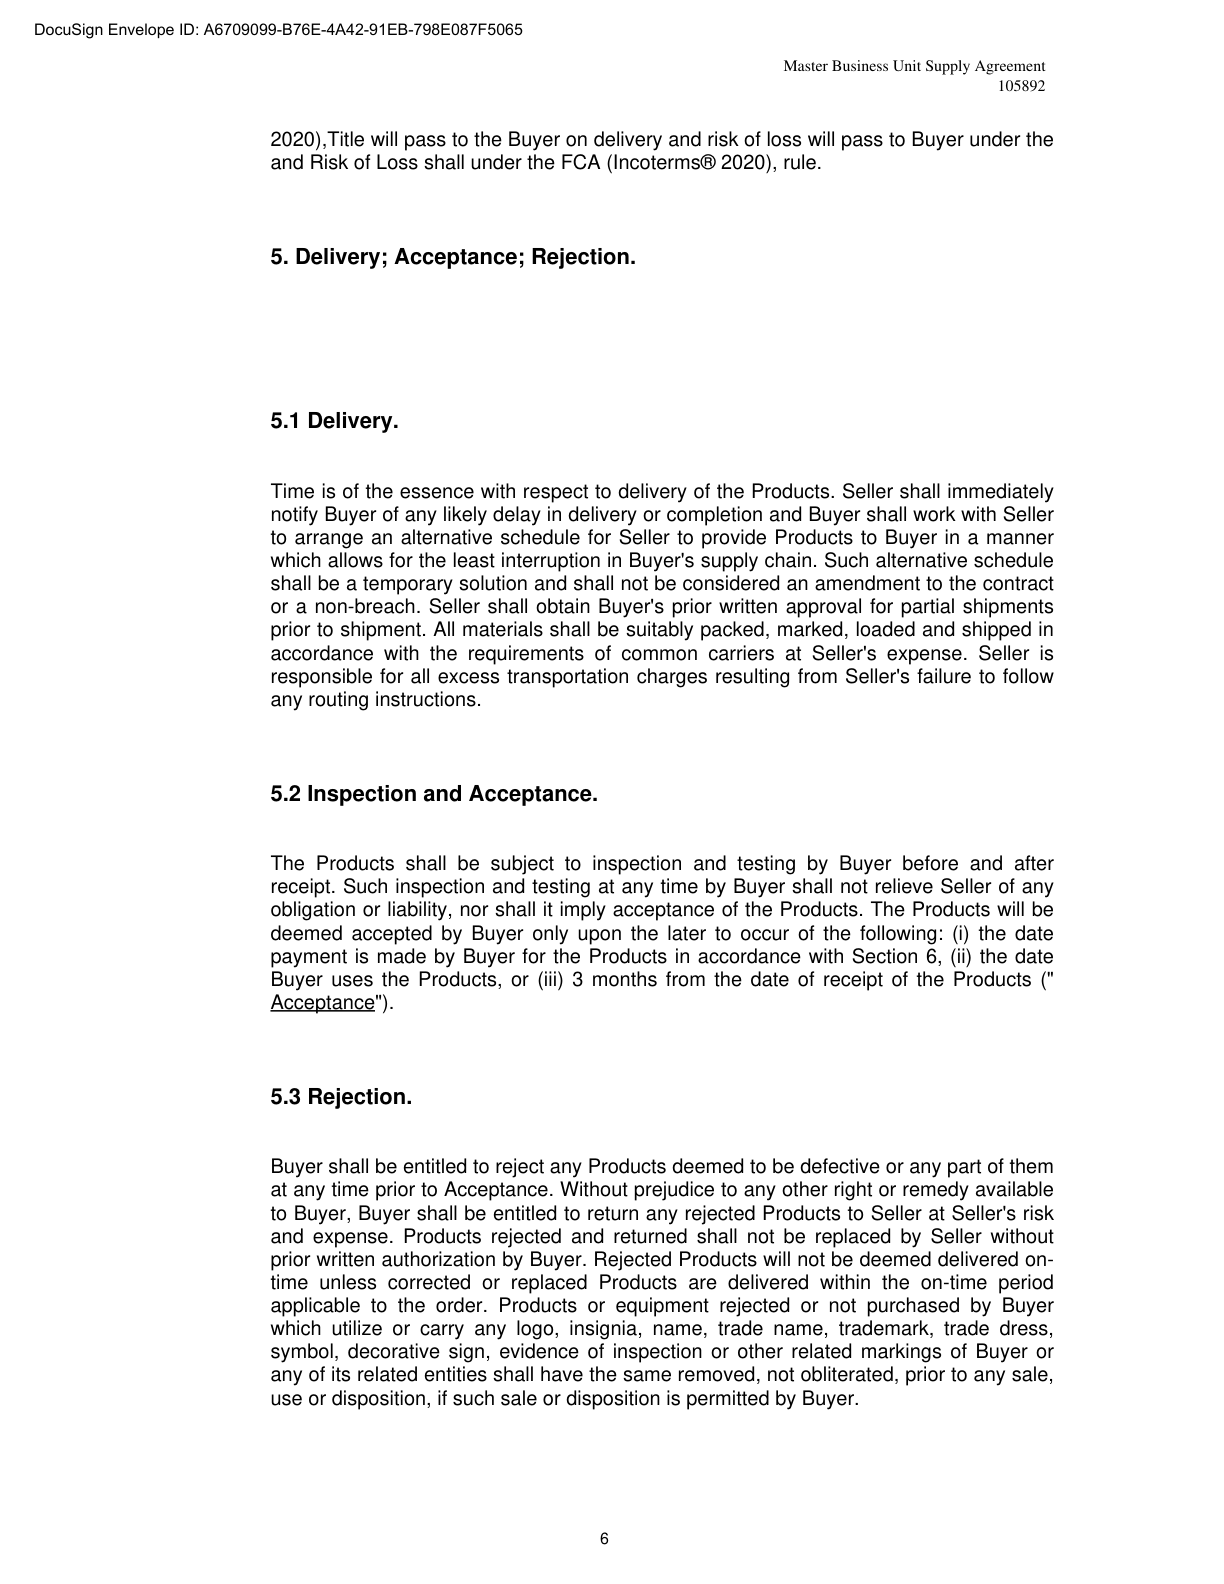 DocuSign Envelope ID: A6709099-B76E-4A42-91EB-798E087F5065
Master Business Unit Supply Agreement
105892
2020),Title will pass to the Buyer on delivery and risk of loss will pass to Buyer under the
and Risk of Loss shall under the FCA (Incoterms® 2020), rule.
5. Delivery; Acceptance; Rejection.
5.1 Delivery.
Time is of the essence with respect to delivery of the Products. Seller shall immediately
notify Buyer of any likely delay in delivery or completion and Buyer shall work with Seller
to arrange an alternative schedule for Seller to provide Products to Buyer in a manner
which allows for the least interruption in Buyer's supply chain. Such alternative schedule
shall be a temporary solution and shall not be considered an amendment to the contract
or a non-breach. Seller shall obtain Buyer's prior written approval for partial shipments
prior to shipment. All materials shall be suitably packed, marked, loaded and shipped in
accordance with the requirements of common carriers at Seller's expense. Seller is
responsible for all excess transportation charges resulting from Seller's failure to follow
any routing instructions.
5.2 Inspection and Acceptance.
The Products shall be subject to inspection and testing by Buyer before and after
receipt. Such inspection and testing at any time by Buyer shall not relieve Seller of any
obligation or liability, nor shall it imply acceptance of the Products. The Products will be
deemed accepted by Buyer only upon the later to occur of the following: (i) the date
payment is made by Buyer for the Products in accordance with Section 6, (ii) the date
Buyer uses the Products, or (iii) 3 months from the date of receipt of the Products ("
Acceptance").
5.3 Rejection.
Buyer shall be entitled to reject any Products deemed to be defective or any part of them
at any time prior to Acceptance. Without prejudice to any other right or remedy available
to Buyer, Buyer shall be entitled to return any rejected Products to Seller at Seller's risk
and expense. Products rejected and returned shall not be replaced by Seller without
prior written authorization by Buyer. Rejected Products will not be deemed delivered on-
time unless corrected or replaced Products are delivered within the on-time period
applicable to the order. Products or equipment rejected or not purchased by Buyer
which utilize or carry any logo, insignia, name, trade name, trademark, trade dress,
symbol, decorative sign, evidence of inspection or other related markings of Buyer or
any of its related entities shall have the same removed, not obliterated, prior to any sale,
use or disposition, if such sale or disposition is permitted by Buyer.
6